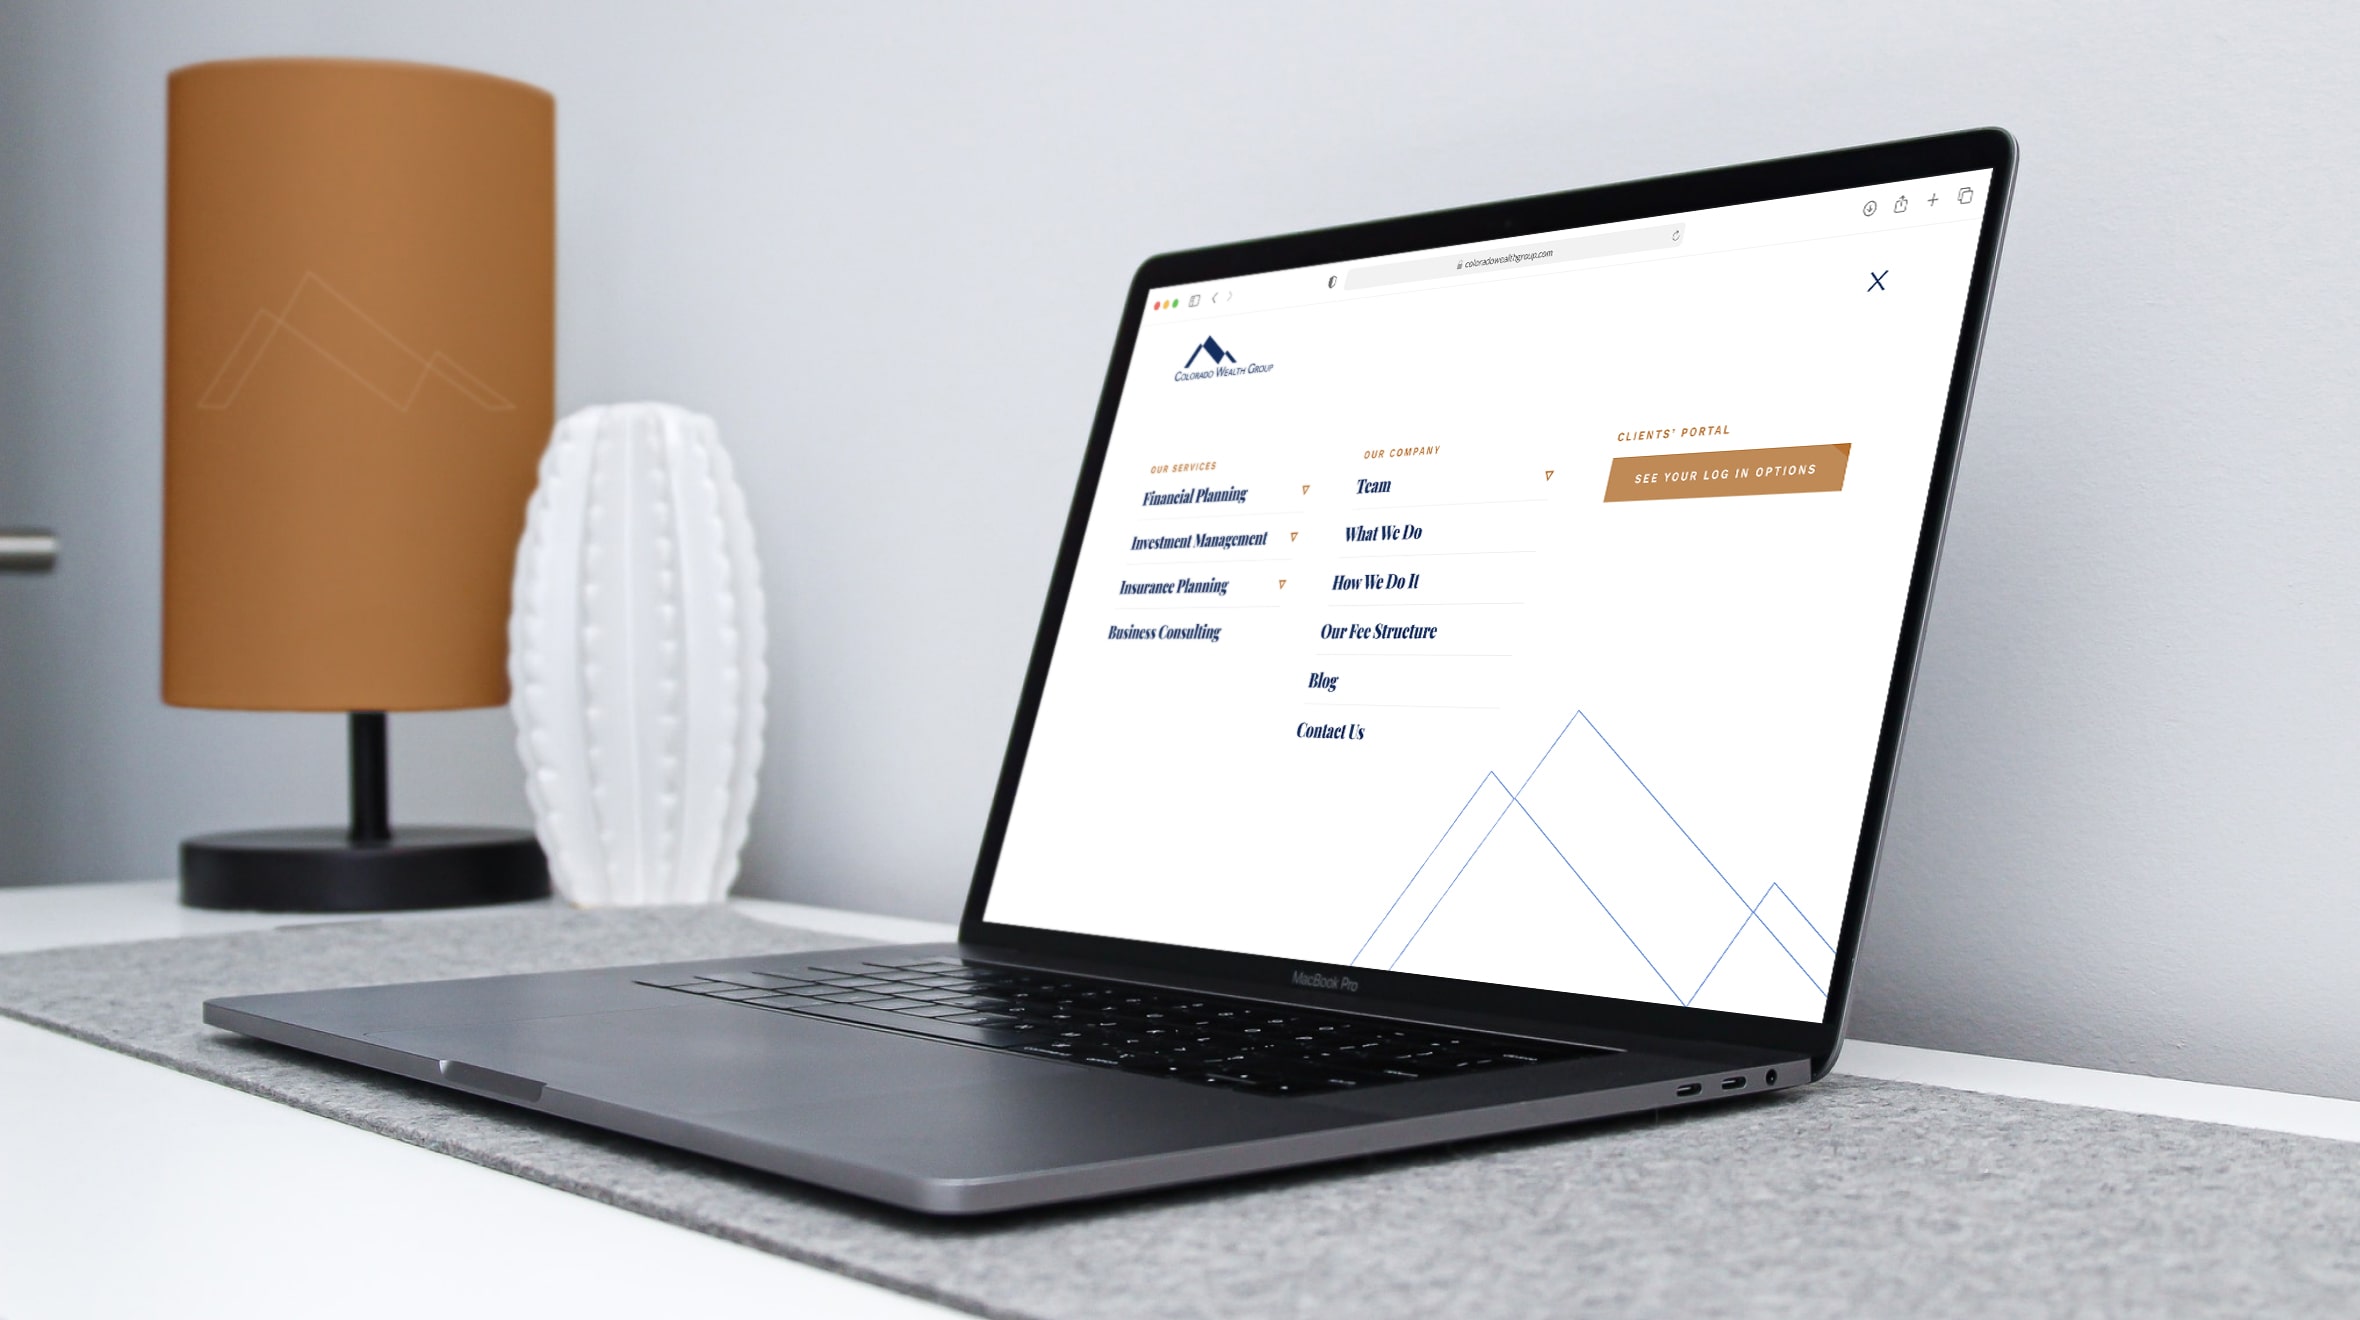 coloradowealthgroup.com
X
COLORADO WEALTH GROUP
OUR SERVICES
Financial Planning
Investment Management
Insurance Planning
Business Consulting
OUR COMPANY
Team
What We Do
How We Do It
Our Fee Structure
Blog
Contact Us
CLIENTS' PORTAL
SEE YOUR LOG IN OPTIONS
MacBook Pro